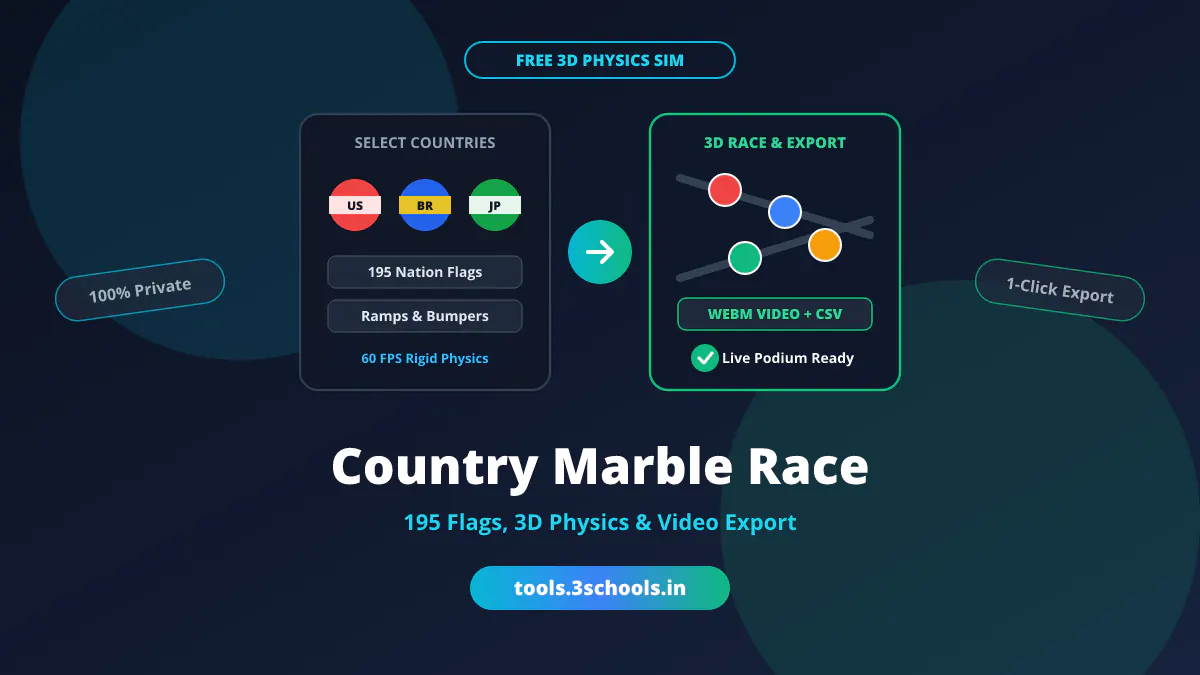 FREE 3D PHYSICS SIM
SELECT COUNTRIES
US
BR
JP
195 Nation Flags
Ramps & Bumpers
60 FPS Rigid Physics
3D RACE & EXPORT
WEBM VIDEO + CSV
Live Podium Ready
100% Private
1-Click Export
Country Marble Race
195 Flags, 3D Physics & Video Export
tools.3schools.in